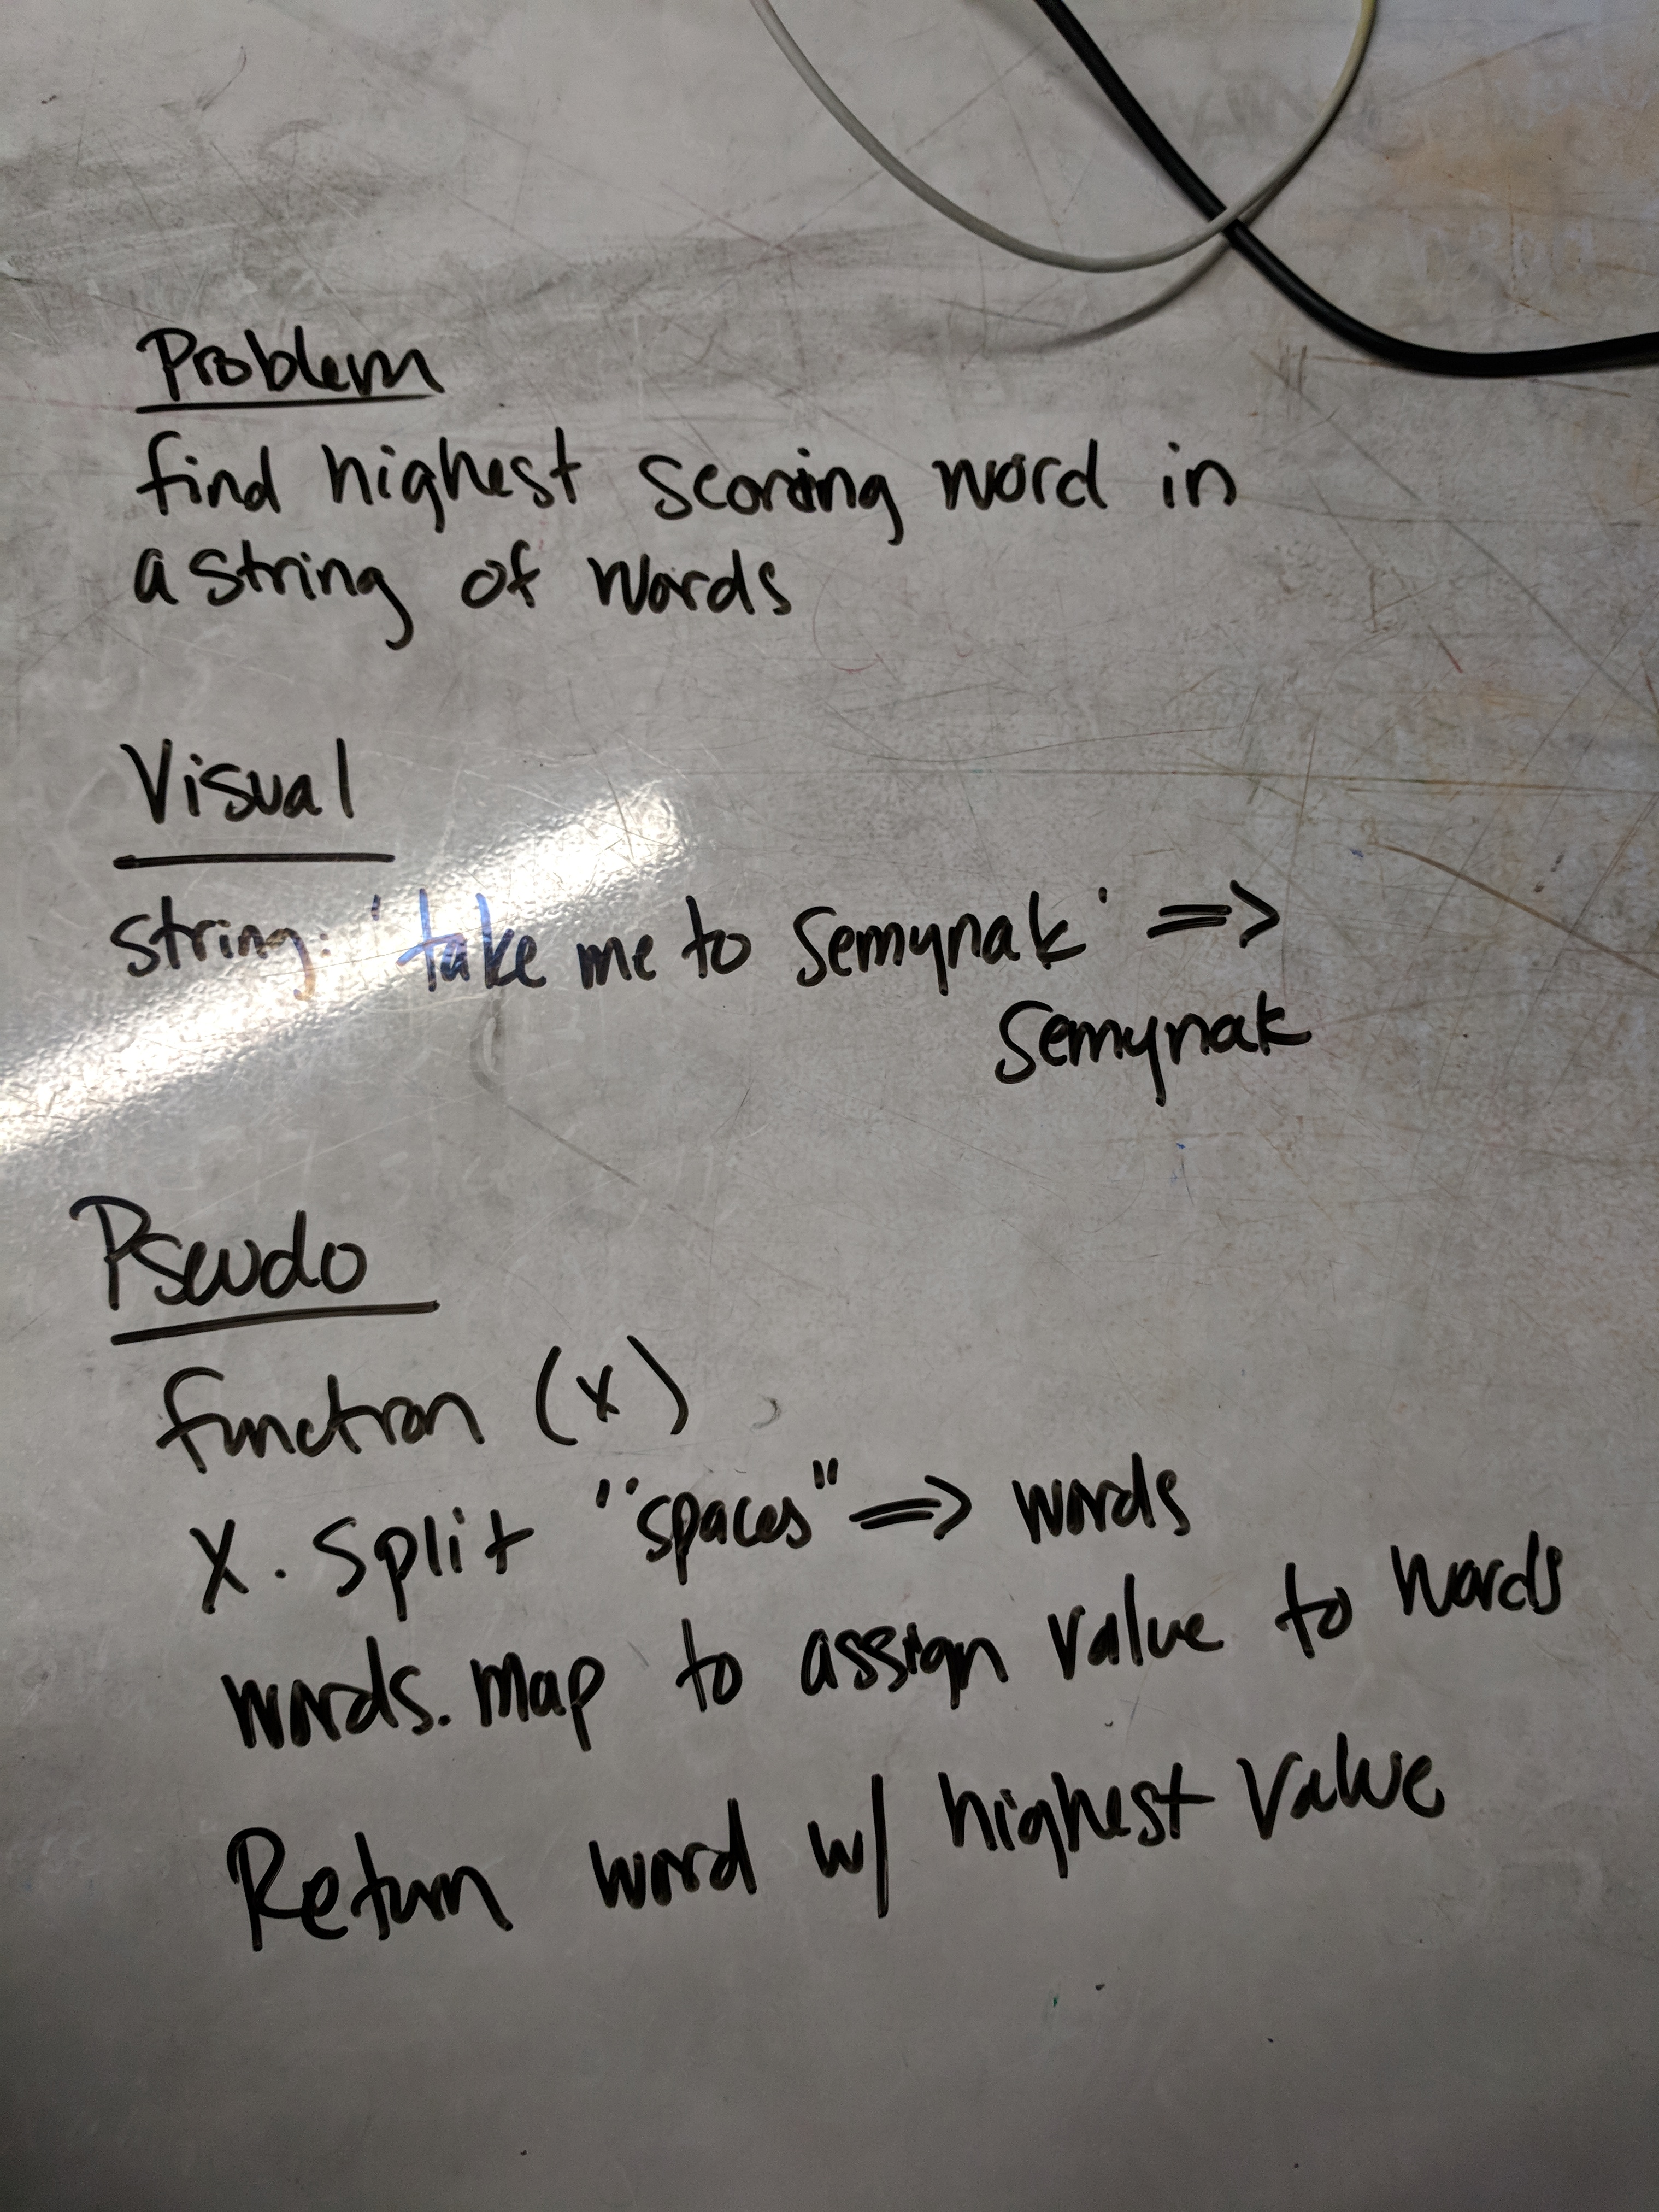 Problem
find highest scoring word in
a string of words
Visual
string: 'take me to semynak' =>
semynak
Pseudo
function (x)
X. split "spaces" => words
words. map to assign value to words
Return word w/ highest value